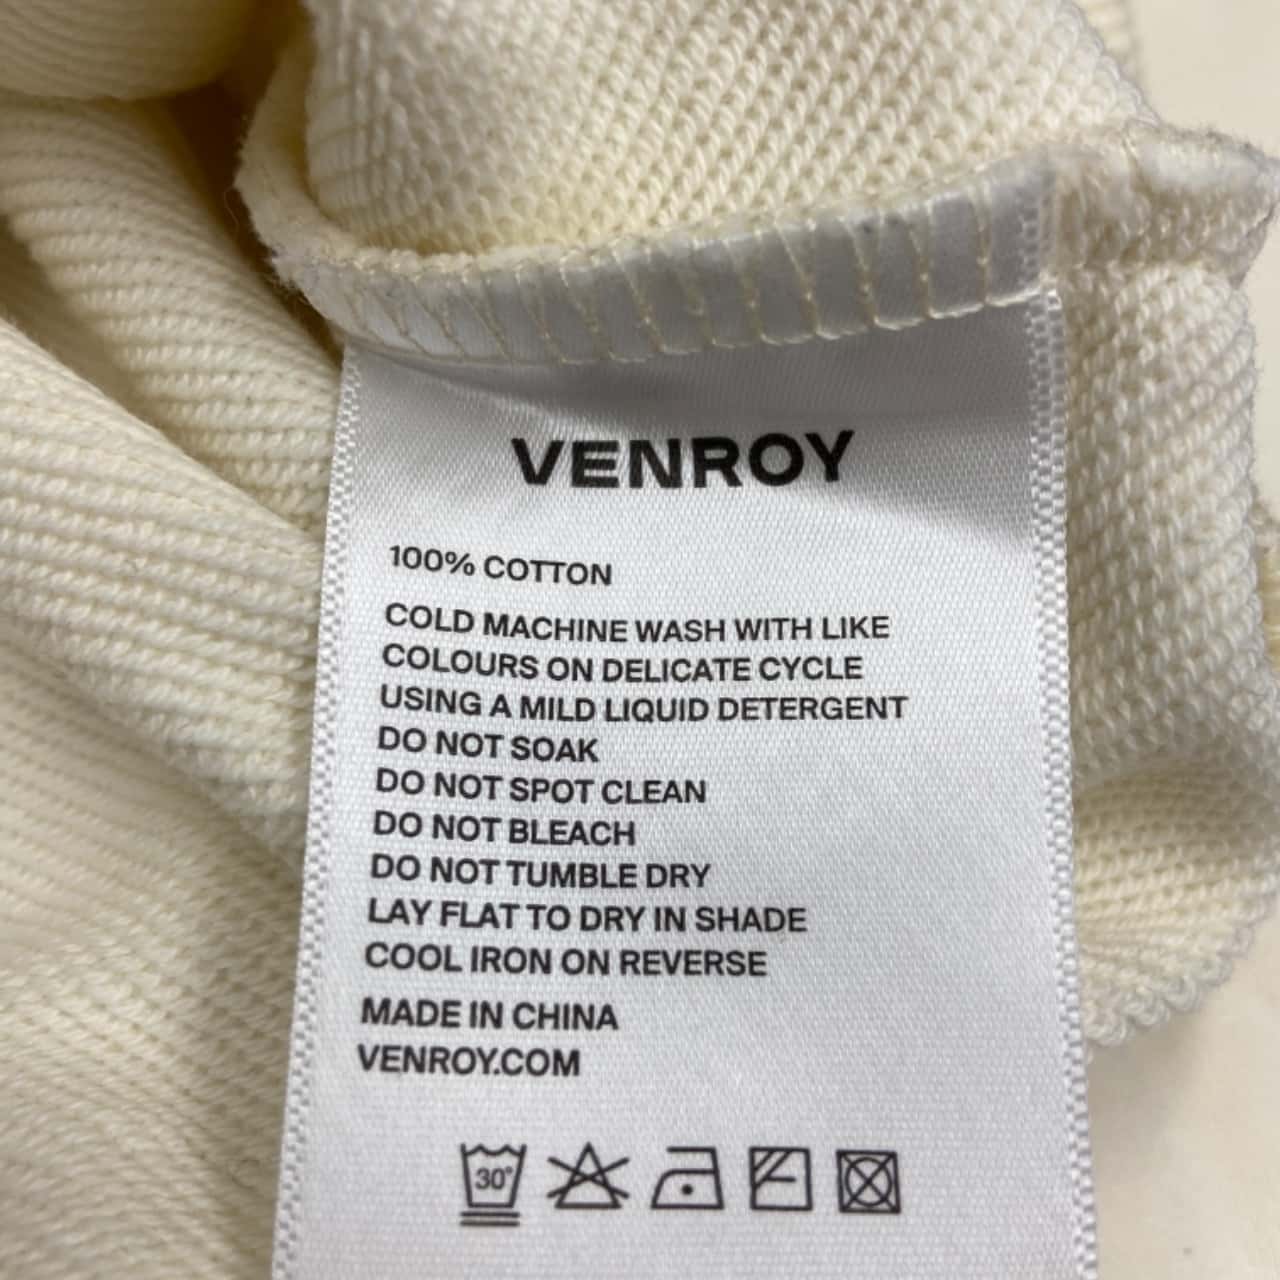 VENROY
100% COTTON
COLD MACHINE WASH WITH LIKE
COLOURS ON DELICATE CYCLE
USING A MILD LIQUID DETERGENT
DO NOT SOAK
DO NOT SPOT CLEAN
DO NOT BLEACH
DO NOT TUMBLE DRY
LAY FLAT TO DRY IN SHADE
COOL IRON ON REVERSE
MADE IN CHINA
VENROY.COM
30°